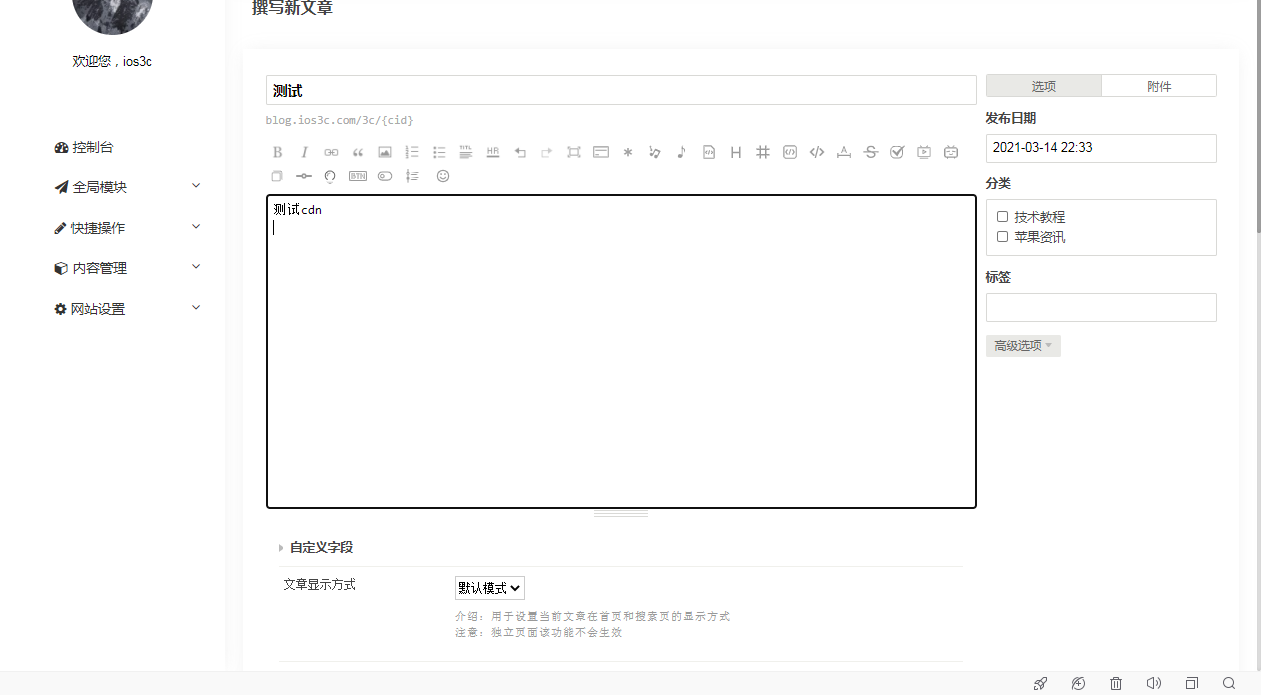 撰写新文章
欢迎您，ios3c
控制台
全局模块
快捷操作
内容管理
网站设置
测试
blog.ios3c.com/3c/{cid}
B I TITL HR H BTN
测试cdn
自定义字段
文章显示方式
默认模式
介绍：用于设置当前文章在首页和搜索页的显示方式
注意：独立页面该功能不会生效
选项 附件
发布日期
2021-03-14 22:33
分类
技术教程
苹果资讯
标签
高级选项